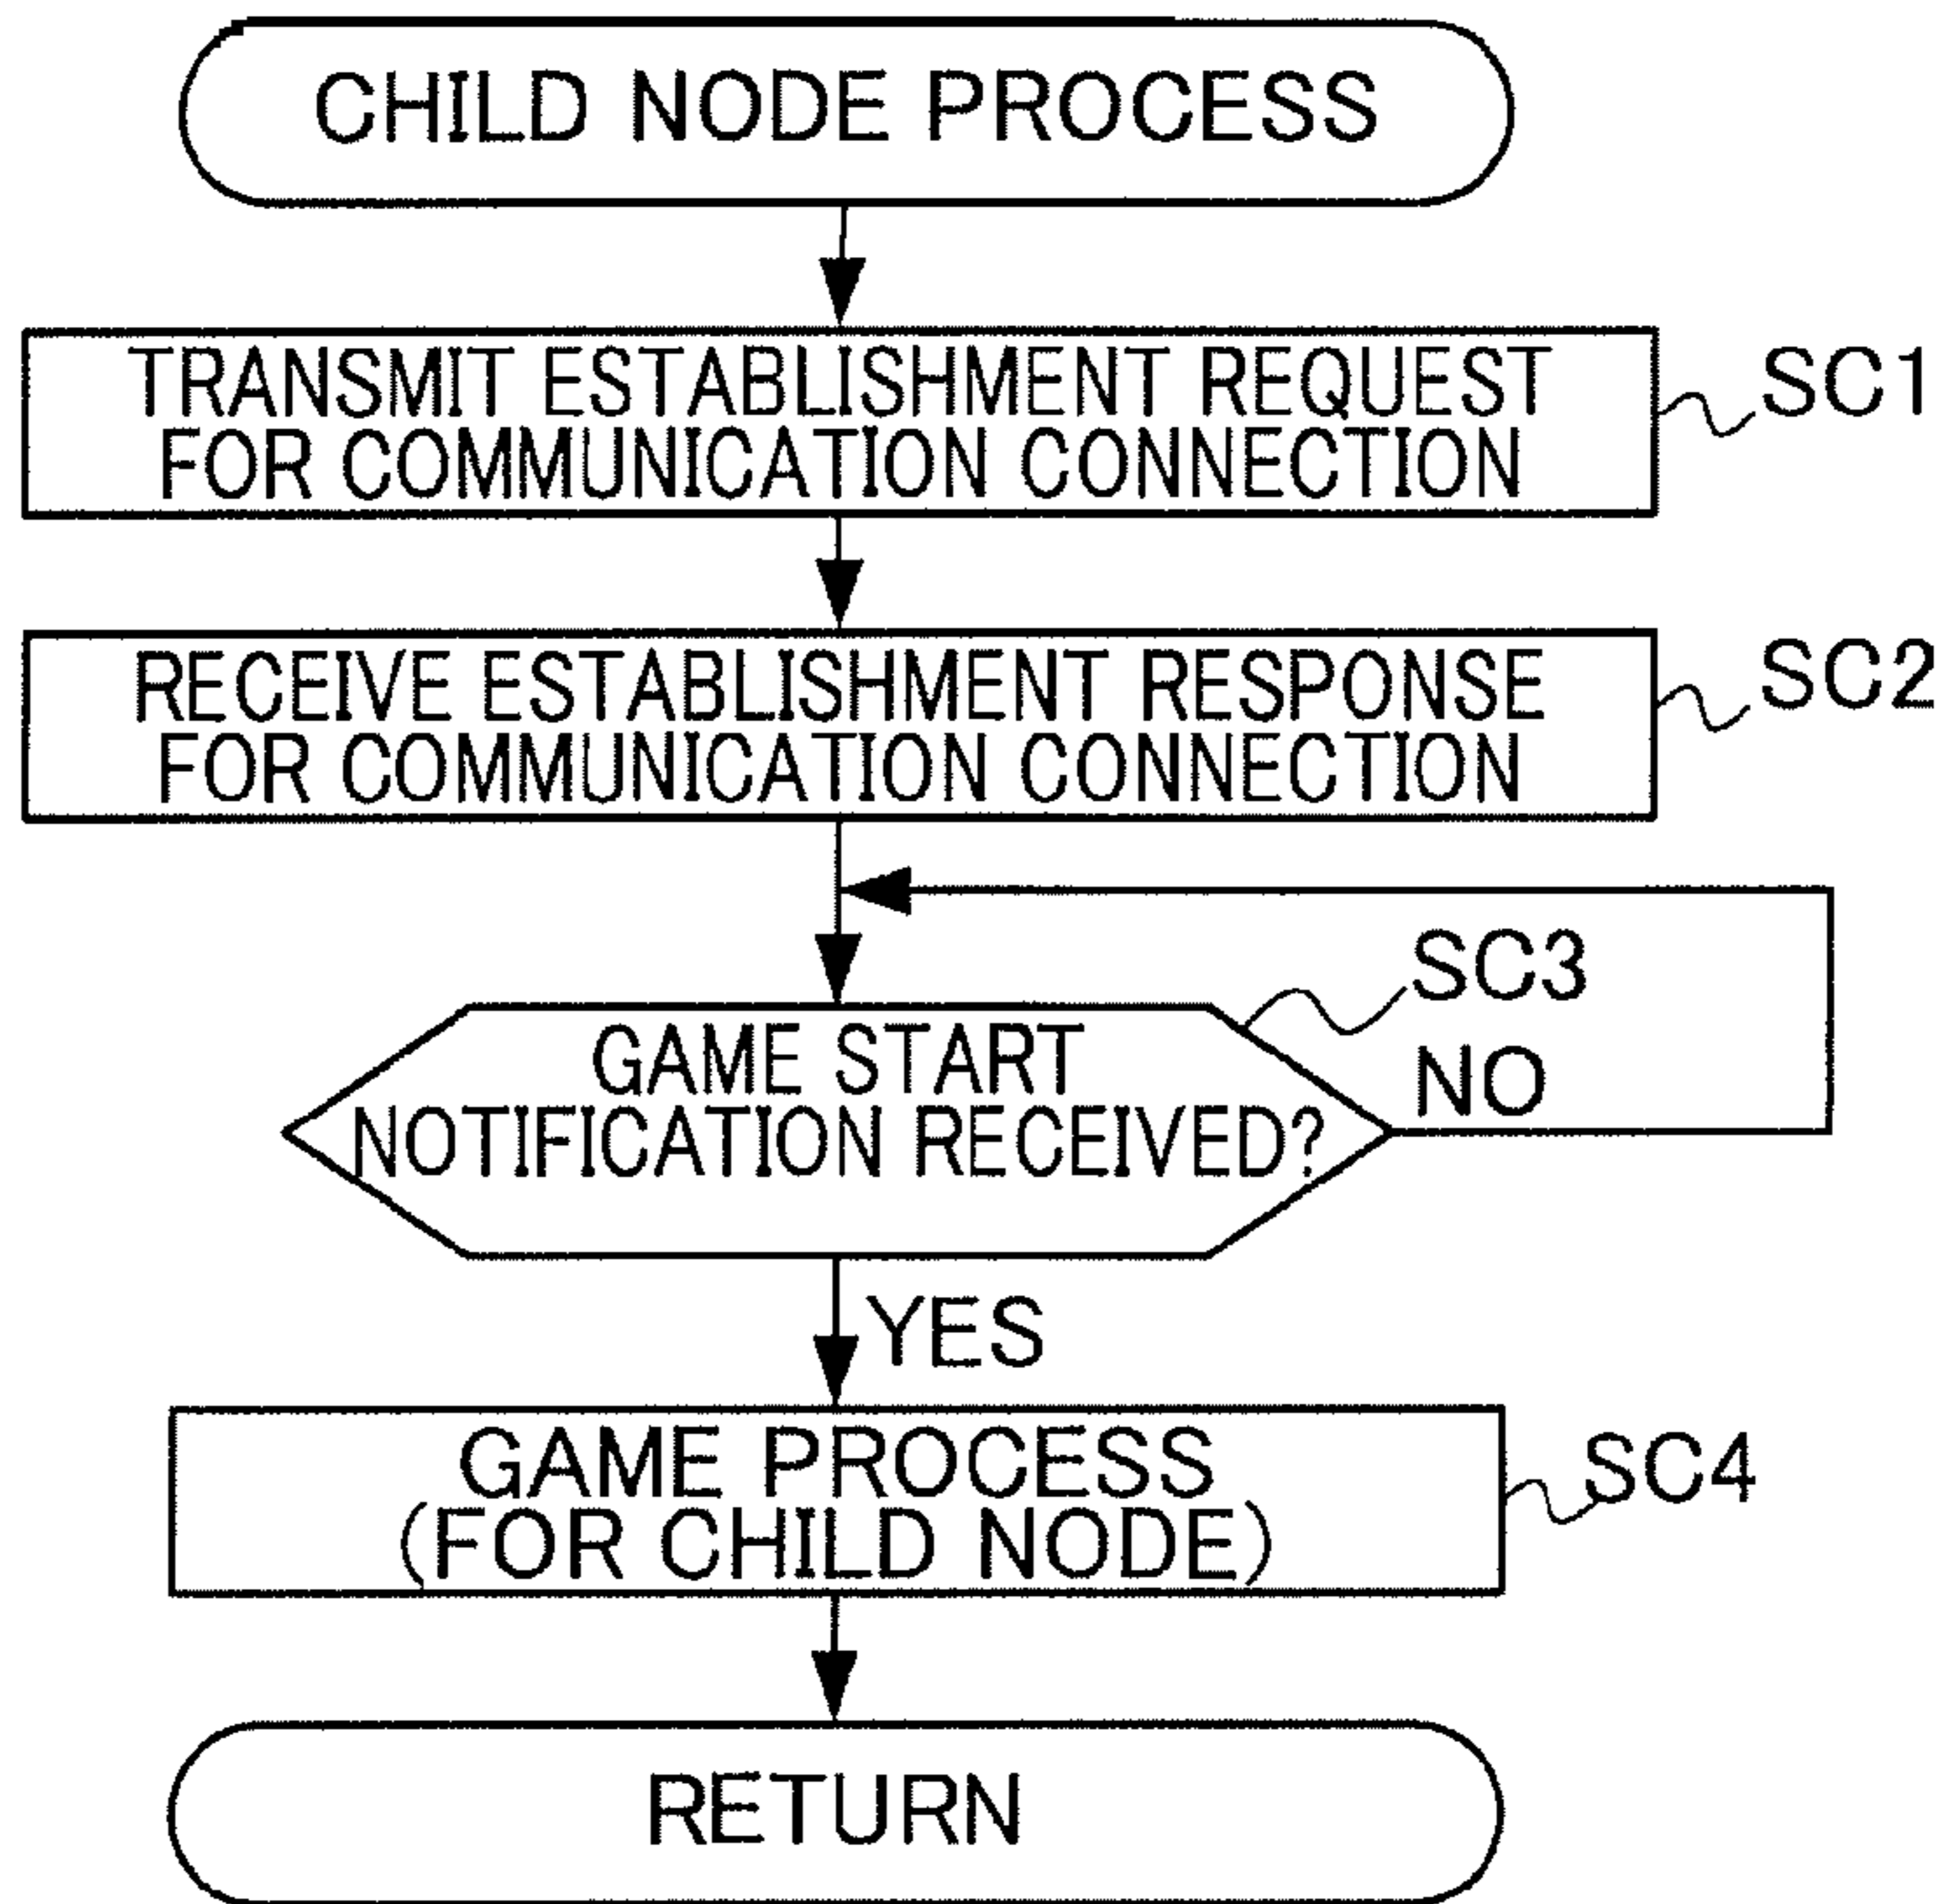 CHILD NODE PROCESS
TRANSMIT ESTABLISHMENT REQUEST
FOR COMMUNICATION CONNECTION
SC1
RECEIVE ESTABLISHMENT RESPONSE
FOR COMMUNICATION CONNECTION
SC2
SC3
GAME START
NOTIFICATION RECEIVED?
NO
YES
GAME PROCESS
(FOR CHILD NODE)
SC4
RETURN